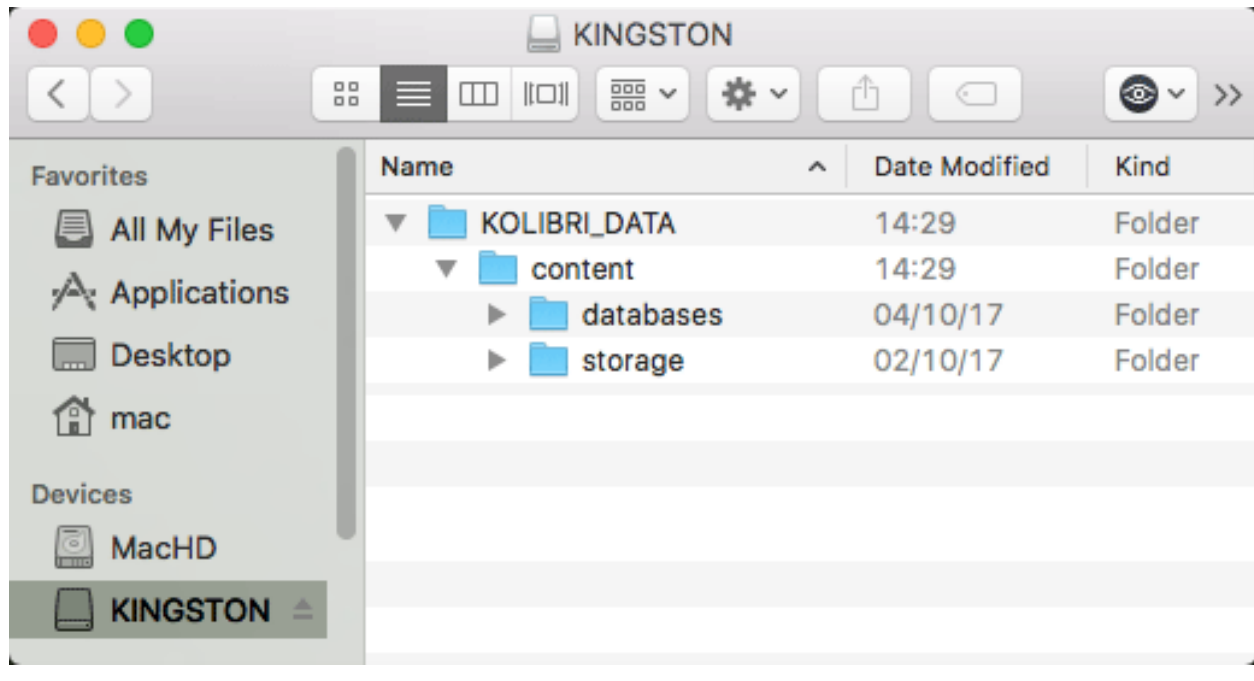 KINGSTON
Favorites
All My Files
Applications
Desktop
mac
Devices
MacHD
KINGSTON
Name Date Modified Kind
KOLIBRI_DATA 14:29 Folder
content 14:29 Folder
databases 04/10/17 Folder
storage 02/10/17 Folder